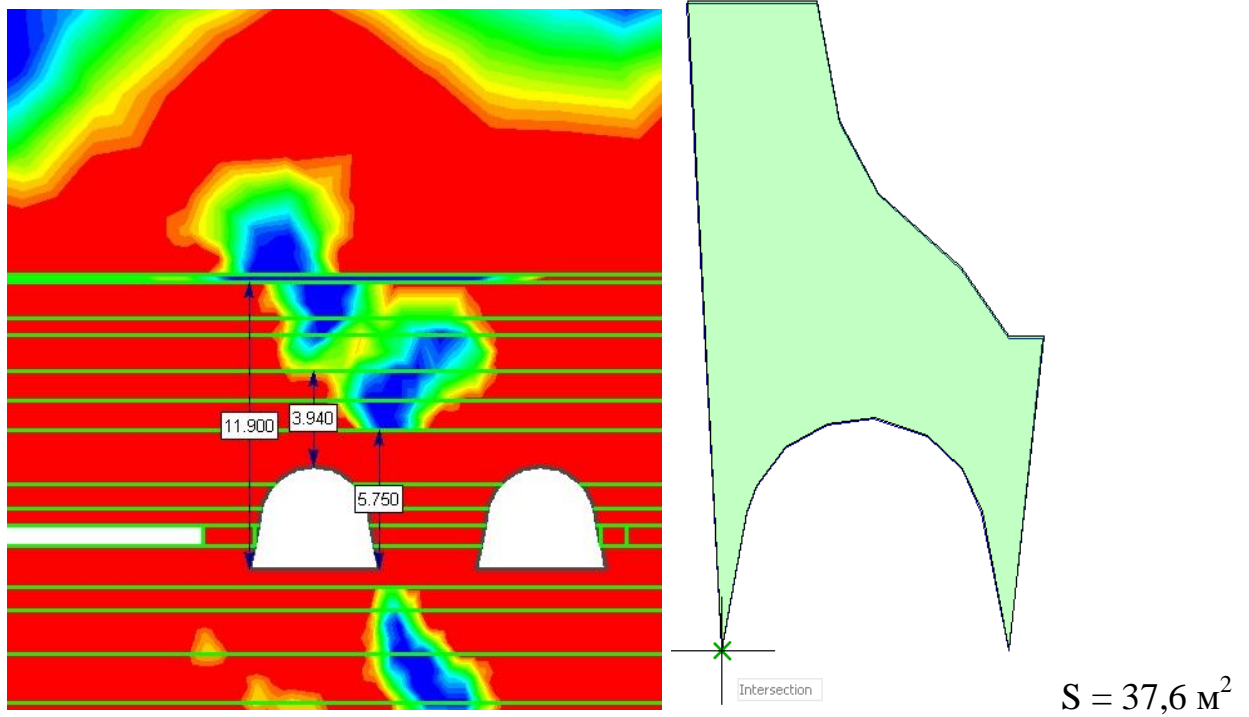 11.900
3.940
5.750
Intersection
S = 37,6 м²